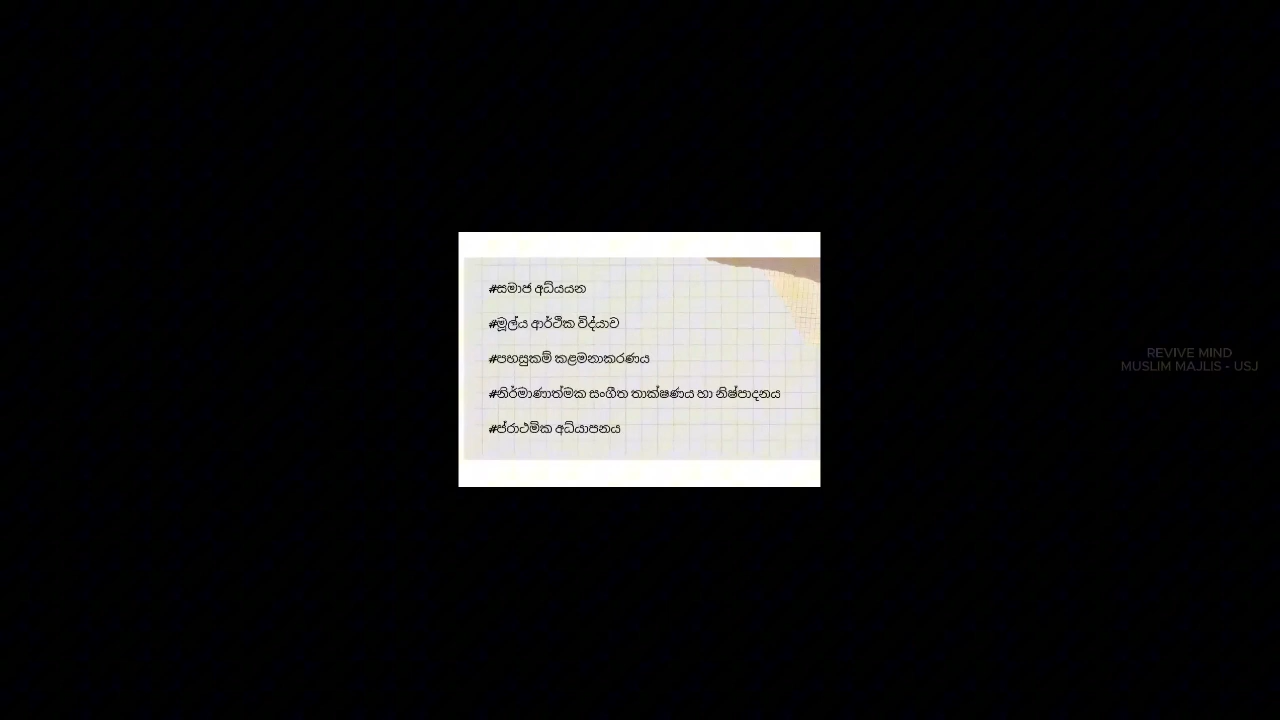 #සමාජ අධ්යයන
#මූල්ය ආර්ථික විද්යාව
#පහසුකම් කළමනාකරණය
#නිර්මාණාත්මක සංගීත තාක්ෂණය හා නිෂ්පාදනය
#ප්රාථමික අධ්යාපනය
REVIVE MIND
MUSLIM MAJLIS - USJ